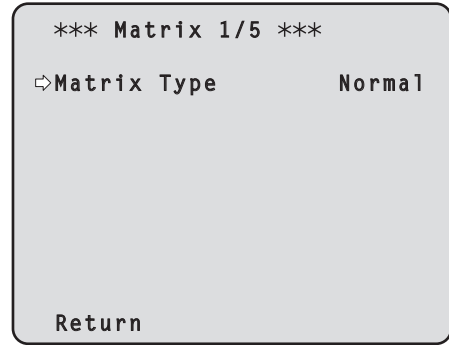 *** Matrix 1/5 ***
⇨Matrix Type Normal
Return